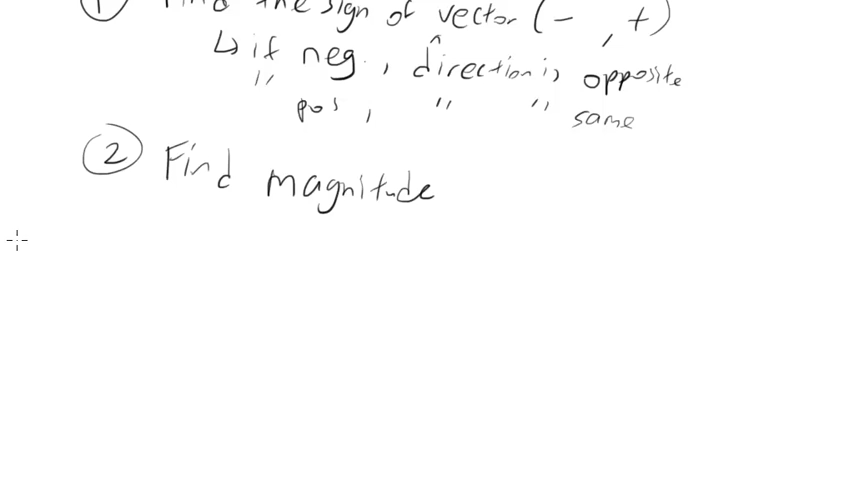 ① Find the sign of vector (- , +)
↳ if neg. , direction is opposite
" pos , " " same
② Find magnitude